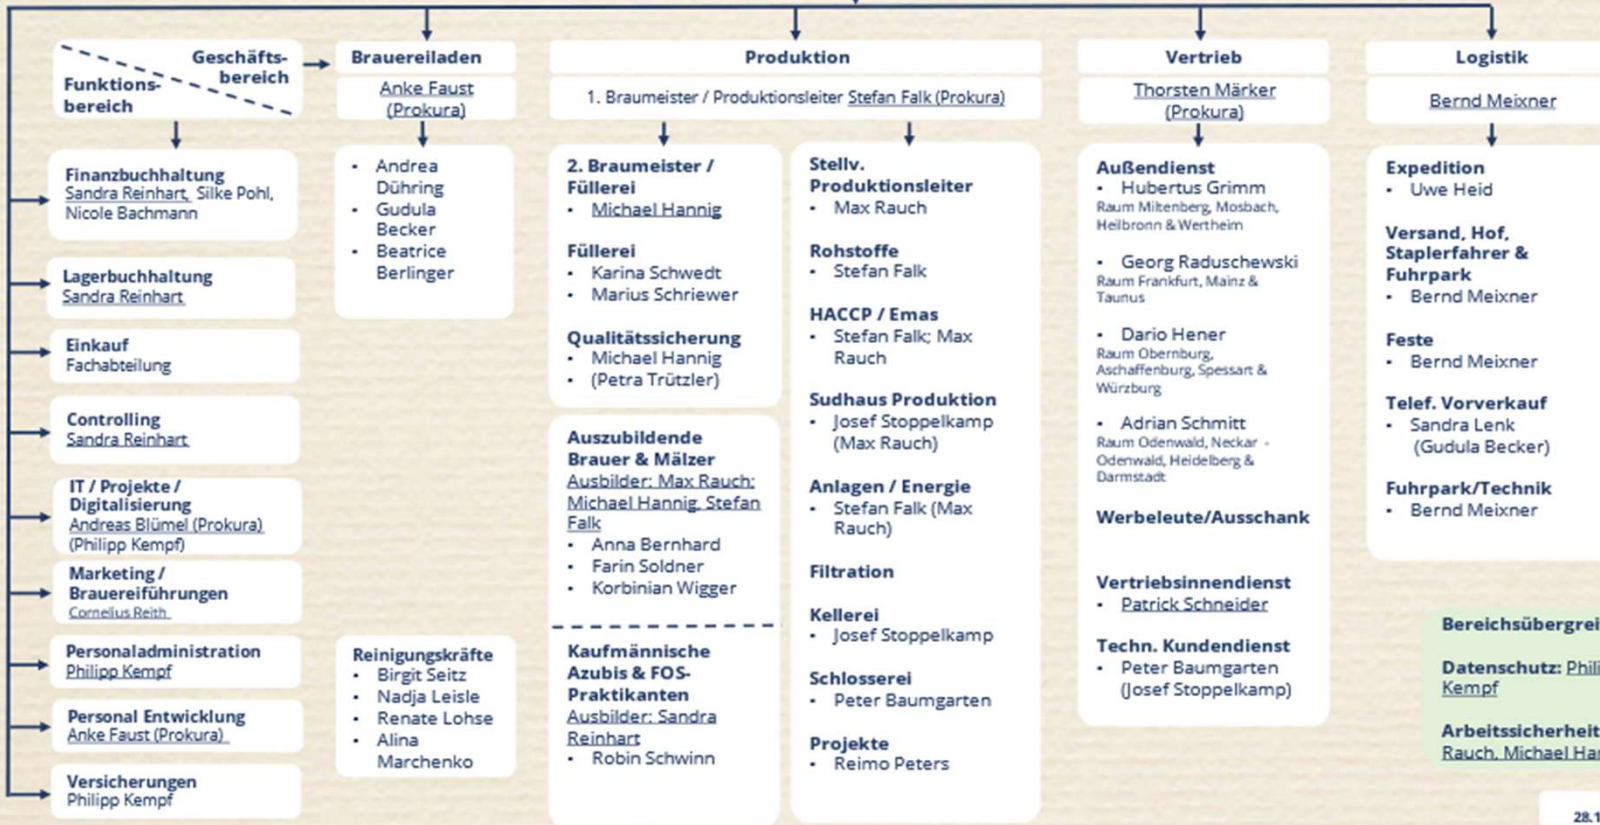 Geschäfts-
bereich
Funktions-
bereich
Finanzbuchhaltung
Sandra Reinhart, Silke Pohl,
Nicole Bachmann
Lagerbuchhaltung
Sandra Reinhart
Einkauf
Fachabteilung
Controlling
Sandra Reinhart
IT / Projekte /
Digitalisierung
Andreas Blümel (Prokura)
(Philipp Kempf)
Marketing /
Brauereiführungen
Cornelius Reith
Personaladministration
Philipp Kempf
Personal Entwicklung
Anke Faust (Prokura)
Versicherungen
Philipp Kempf
Brauereiladen
Anke Faust
(Prokura)
• Andrea
Dühring
• Gudula
Becker
• Beatrice
Berlinger
Reinigungskräfte
• Birgit Seitz
• Nadja Leisle
• Renate Lohse
• Alina
Marchenko
Produktion
1. Braumeister / Produktionsleiter Stefan Falk (Prokura)
2. Braumeister /
Füllerei
• Michael Hannig
Füllerei
• Karina Schwedt
• Marius Schriewer
Qualitätssicherung
• Michael Hannig
• (Petra Trützler)
Auszubildende
Brauer & Mälzer
Ausbilder: Max Rauch;
Michael Hannig, Stefan
Falk
• Anna Bernhard
• Farin Soldner
• Korbinian Wigger
Kaufmännische
Azubis & FOS-
Praktikanten
Ausbilder: Sandra
Reinhart
• Robin Schwinn
Stellv.
Produktionsleiter
• Max Rauch
Rohstoffe
• Stefan Falk
HACCP / Emas
• Stefan Falk; Max
Rauch
Sudhaus Produktion
• Josef Stoppelkamp
(Max Rauch)
Anlagen / Energie
• Stefan Falk (Max
Rauch)
Filtration
Kellerei
• Josef Stoppelkamp
Schlosserei
• Peter Baumgarten
Projekte
• Reimo Peters
Vertrieb
Thorsten Märker
(Prokura)
Außendienst
• Hubertus Grimm
Raum Miltenberg, Mosbach,
Heilbronn & Wertheim
• Georg Raduschewski
Raum Frankfurt, Mainz &
Taunus
• Dario Hener
Raum Obernburg,
Aschaffenburg, Spessart &
Würzburg
• Adrian Schmitt
Raum Odenwald, Neckar -
Odenwald, Heidelberg &
Darmstadt
Werbeleute/Ausschank
Vertriebsinnendienst
• Patrick Schneider
Techn. Kundendienst
• Peter Baumgarten
(Josef Stoppelkamp)
Logistik
Bernd Meixner
Expedition
• Uwe Heid
Versand, Hof,
Staplerfahrer &
Fuhrpark
• Bernd Meixner
Feste
• Bernd Meixner
Telef. Vorverkauf
• Sandra Lenk
(Gudula Becker)
Fuhrpark/Technik
• Bernd Meixner
Datenschutz:
Kempf
Arbeitssicherheit
Rauch, Michael